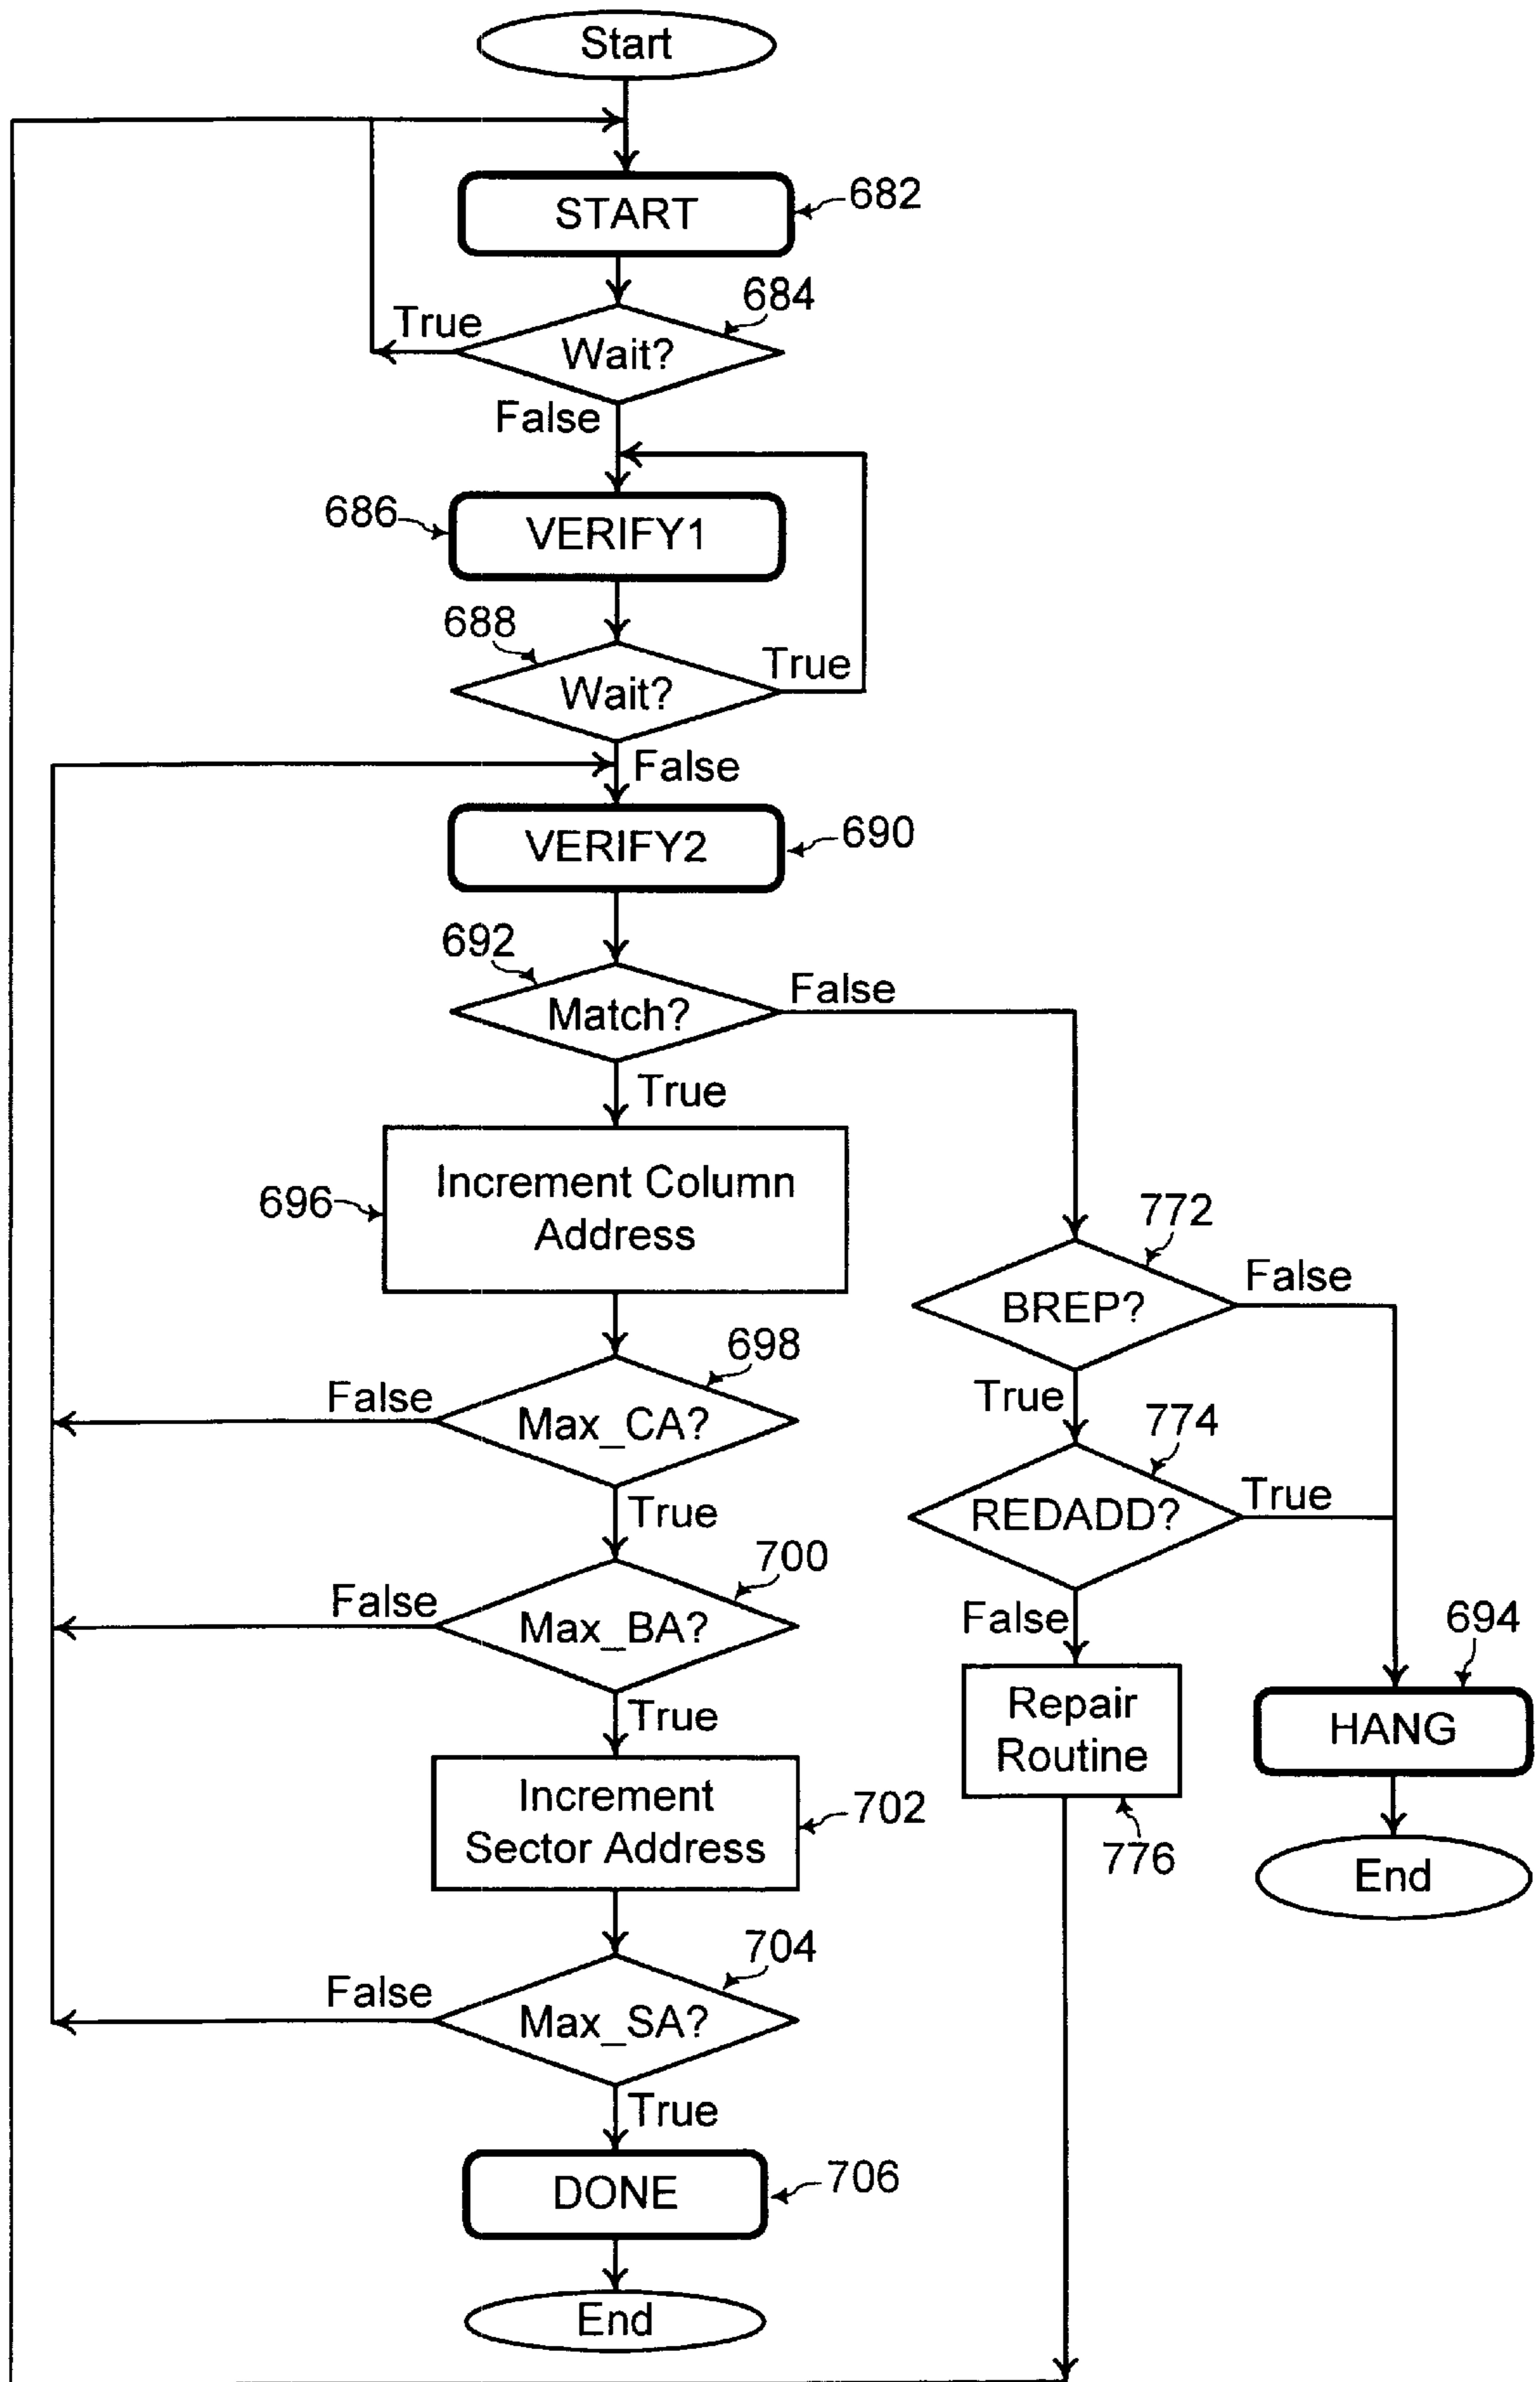 Start
START
682
684
True
Wait?
False
686
VERIFY1
688
True
Wait?
False
VERIFY2
690
692
False
Match?
True
Increment Column
Address
696
772
False
BREP?
698
False
Max_CA?
True
774
True
REDADD?
True
700
False
Max_BA?
False
694
True
Repair
Routine
HANG
Increment
Sector Address
702
776
End
704
False
Max_SA?
True
DONE
706
End